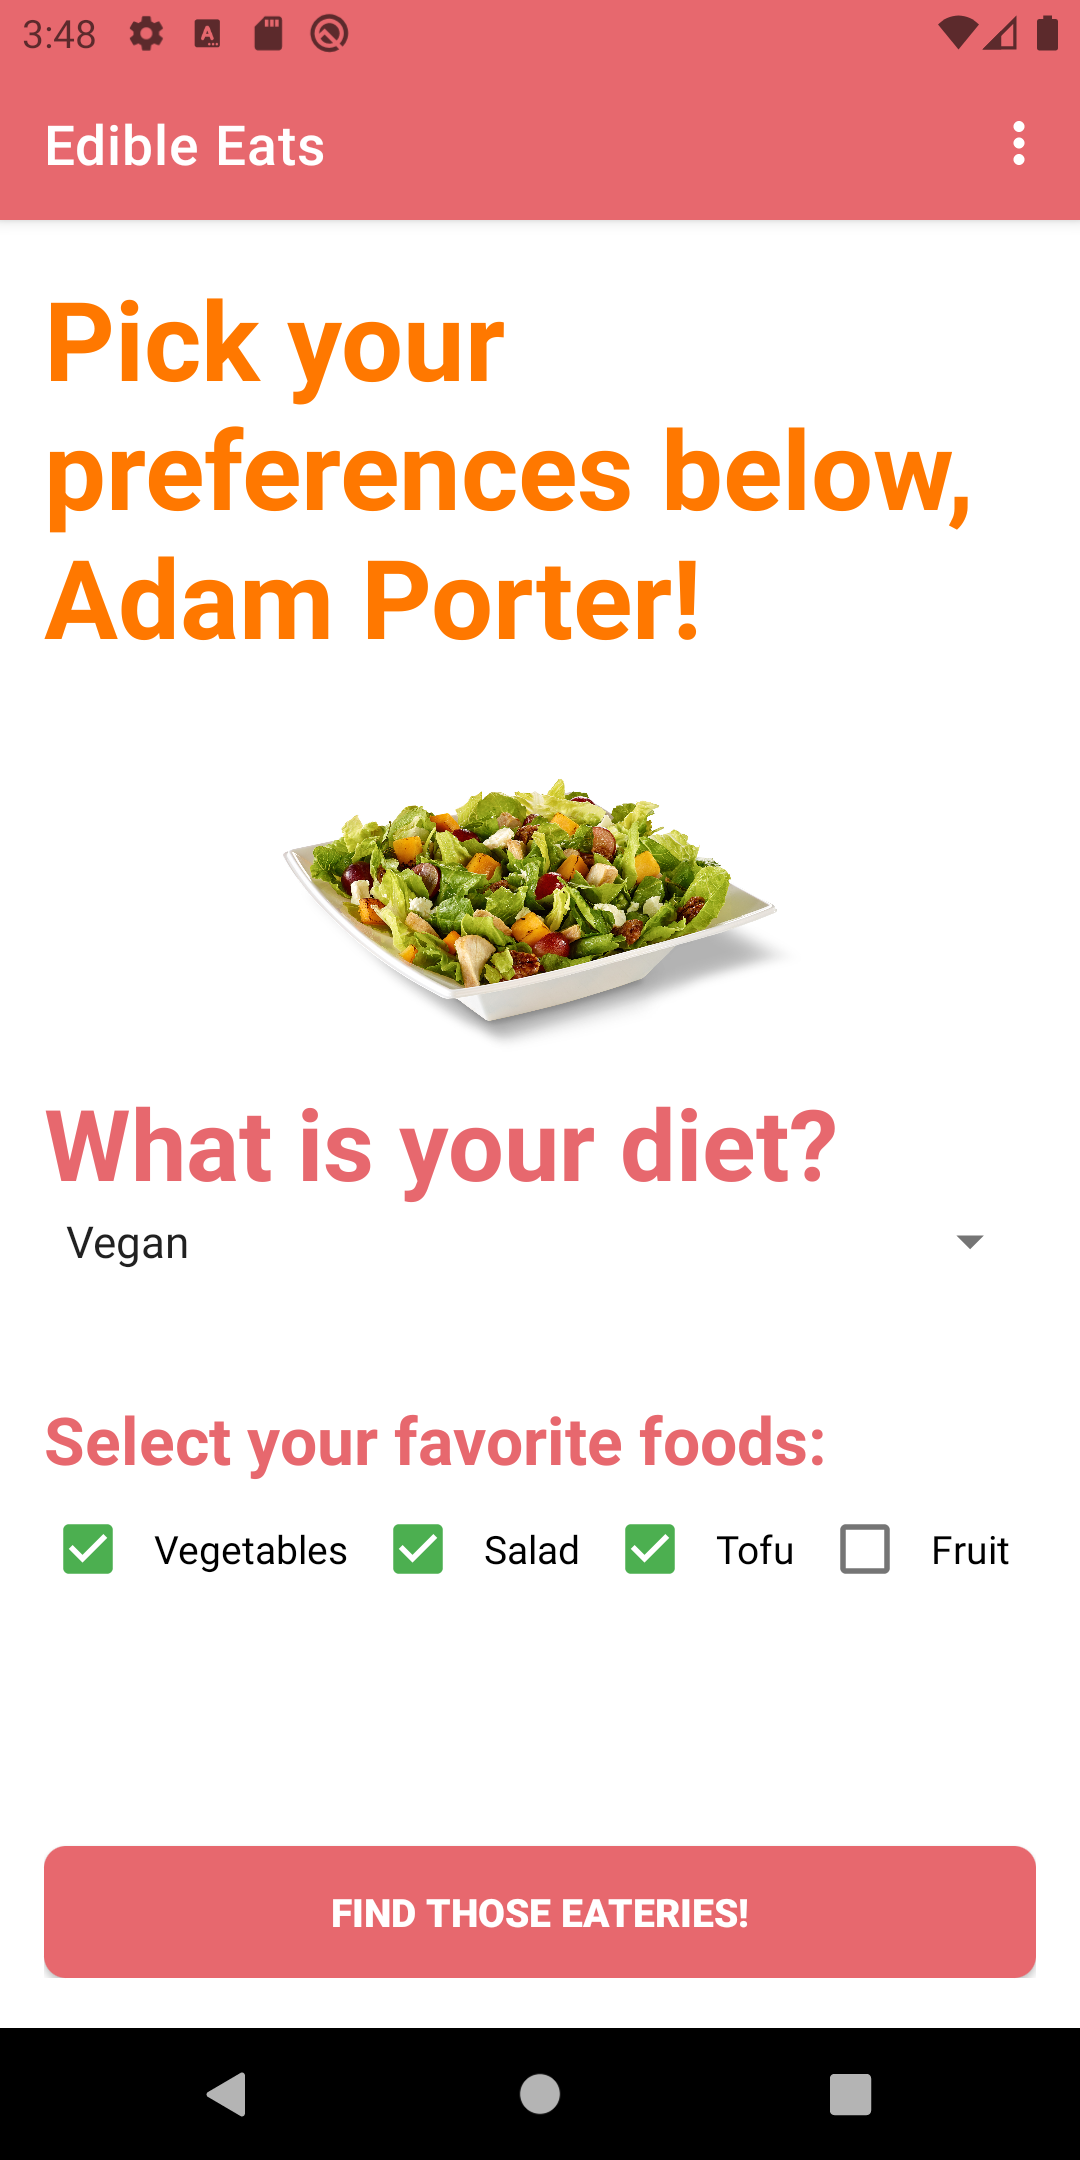 3:48
Edible Eats
Pick your
preferences below,
Adam Porter!
What is your diet?
Vegan
Select your favorite foods:
Vegetables Salad Tofu Fruit
FIND THOSE EATERIES!